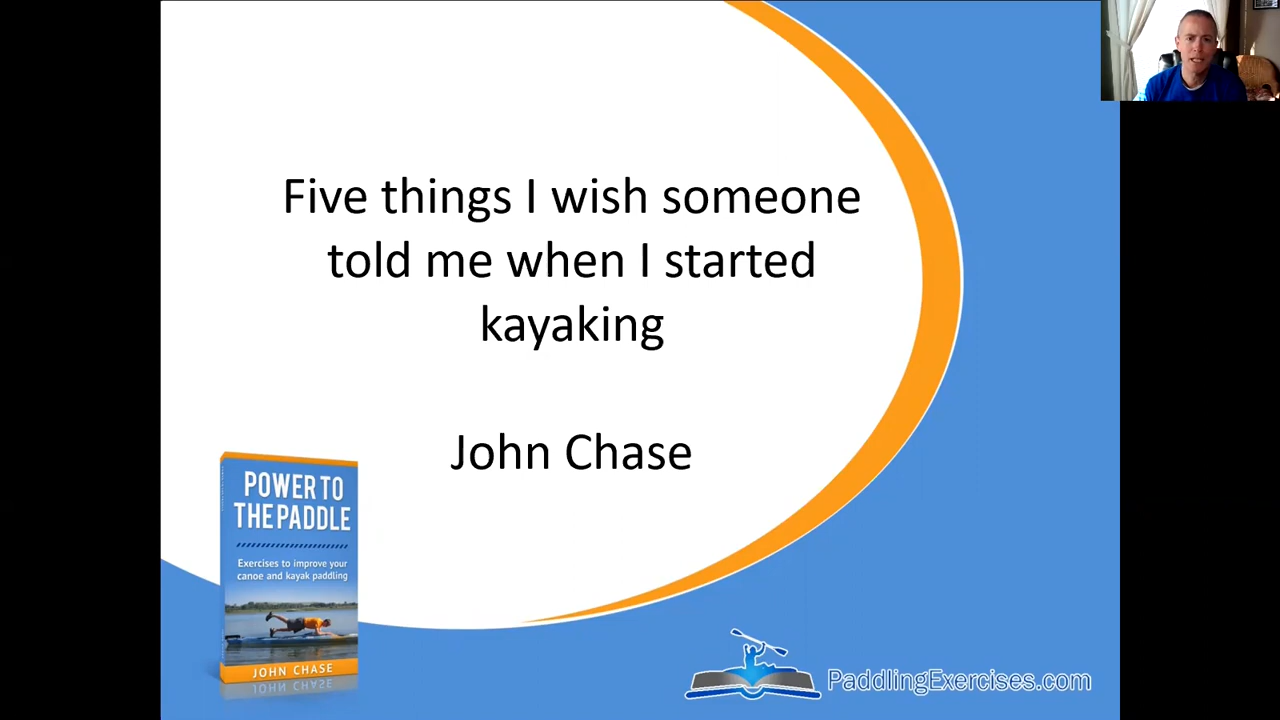 Five things I wish someone
told me when I started
kayaking
John Chase
POWER TO
THE PADDLE
Exercises to improve your
canoe and kayak paddling
JOHN CHASE
PaddlingExercises.com